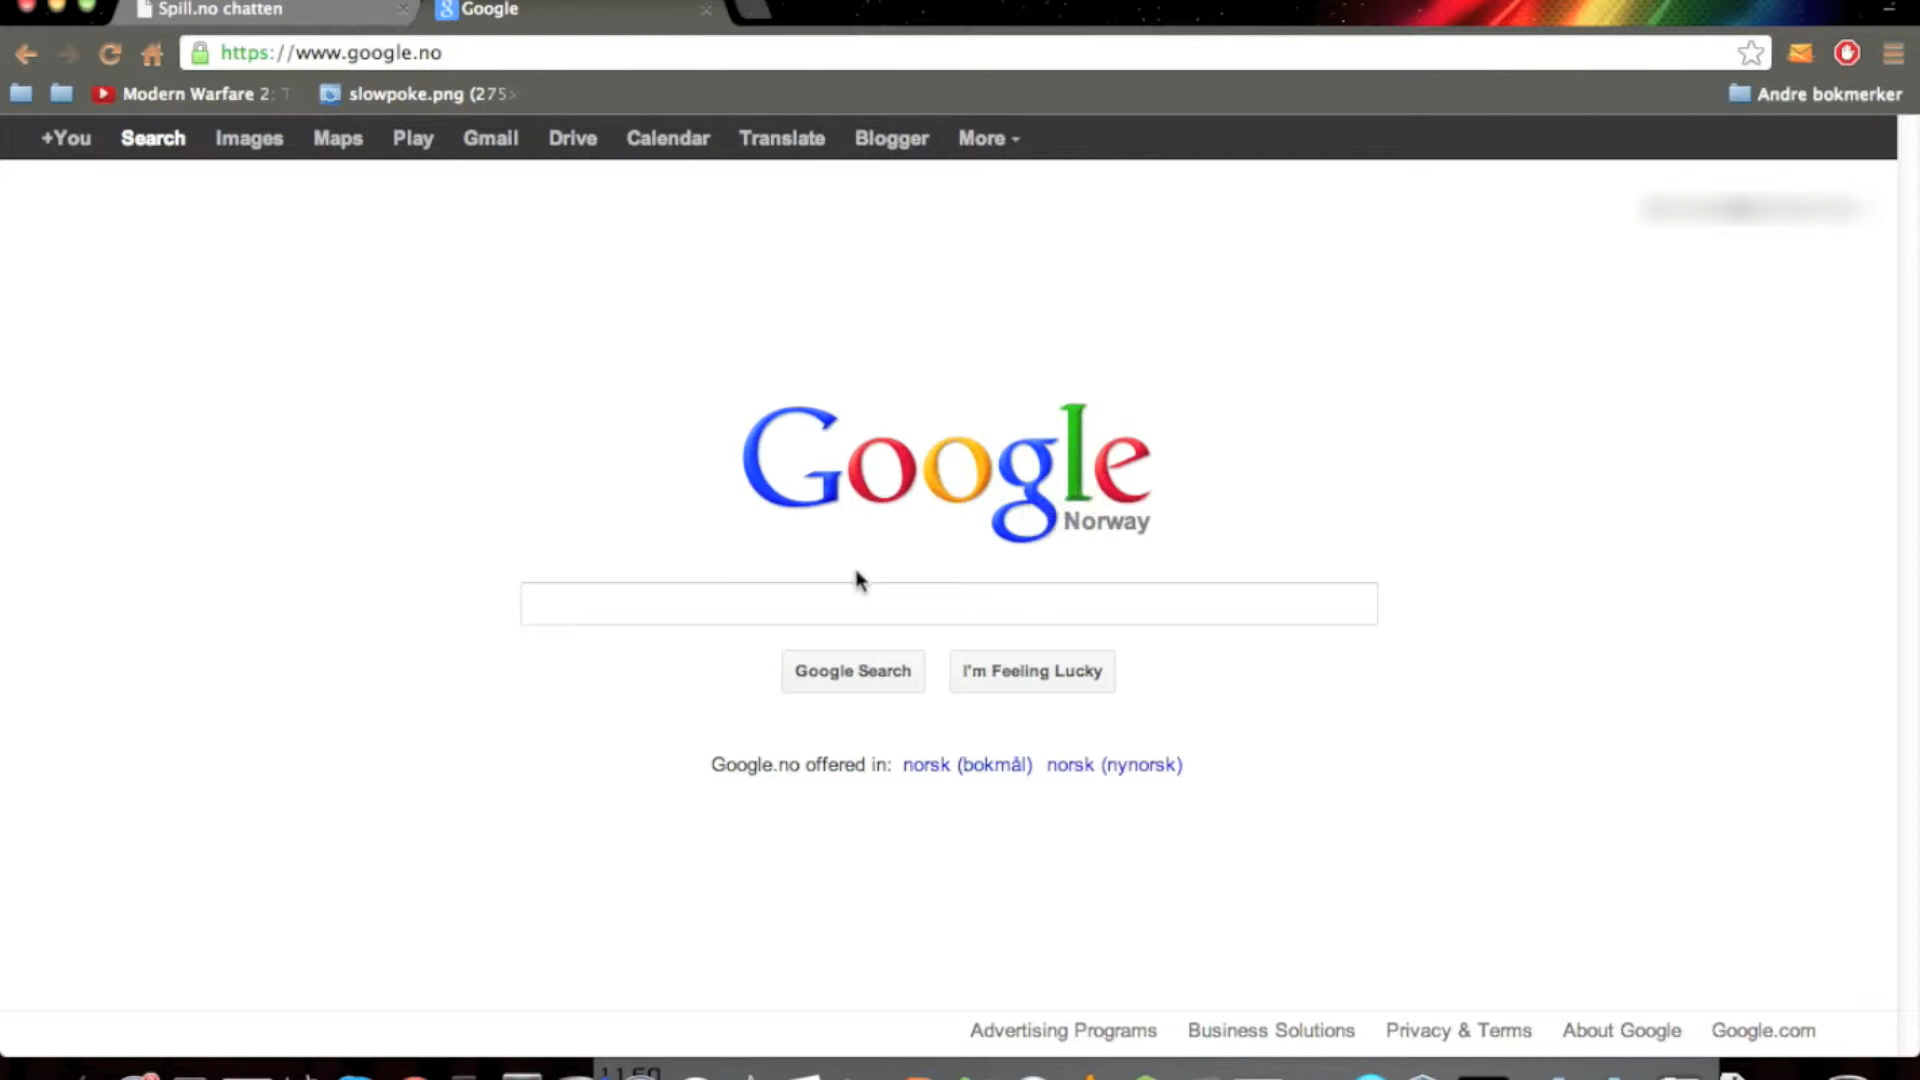 Spill.no chatten
Google
https://www.google.no
Modern Warfare 2:
slowpoke.png (275×
Andre bokmerker
+You Search Images Maps Play Gmail Drive Calendar Translate Blogger More
Google
Norway
Google Search
I'm Feeling Lucky
Google.no offered in: norsk (bokmål) norsk (nynorsk)
Advertising Programs Business Solutions Privacy & Terms About Google Google.com